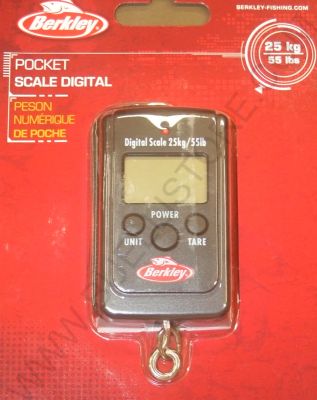 Berkley
BERKLEY-FISHING.COM
25 kg
55 lbs
POCKET
SCALE DIGITAL
PESON
NUMÉRIQUE
DE POCHE
Digital Scale 25kg/55lb
POWER
UNIT
TARE
Berkley